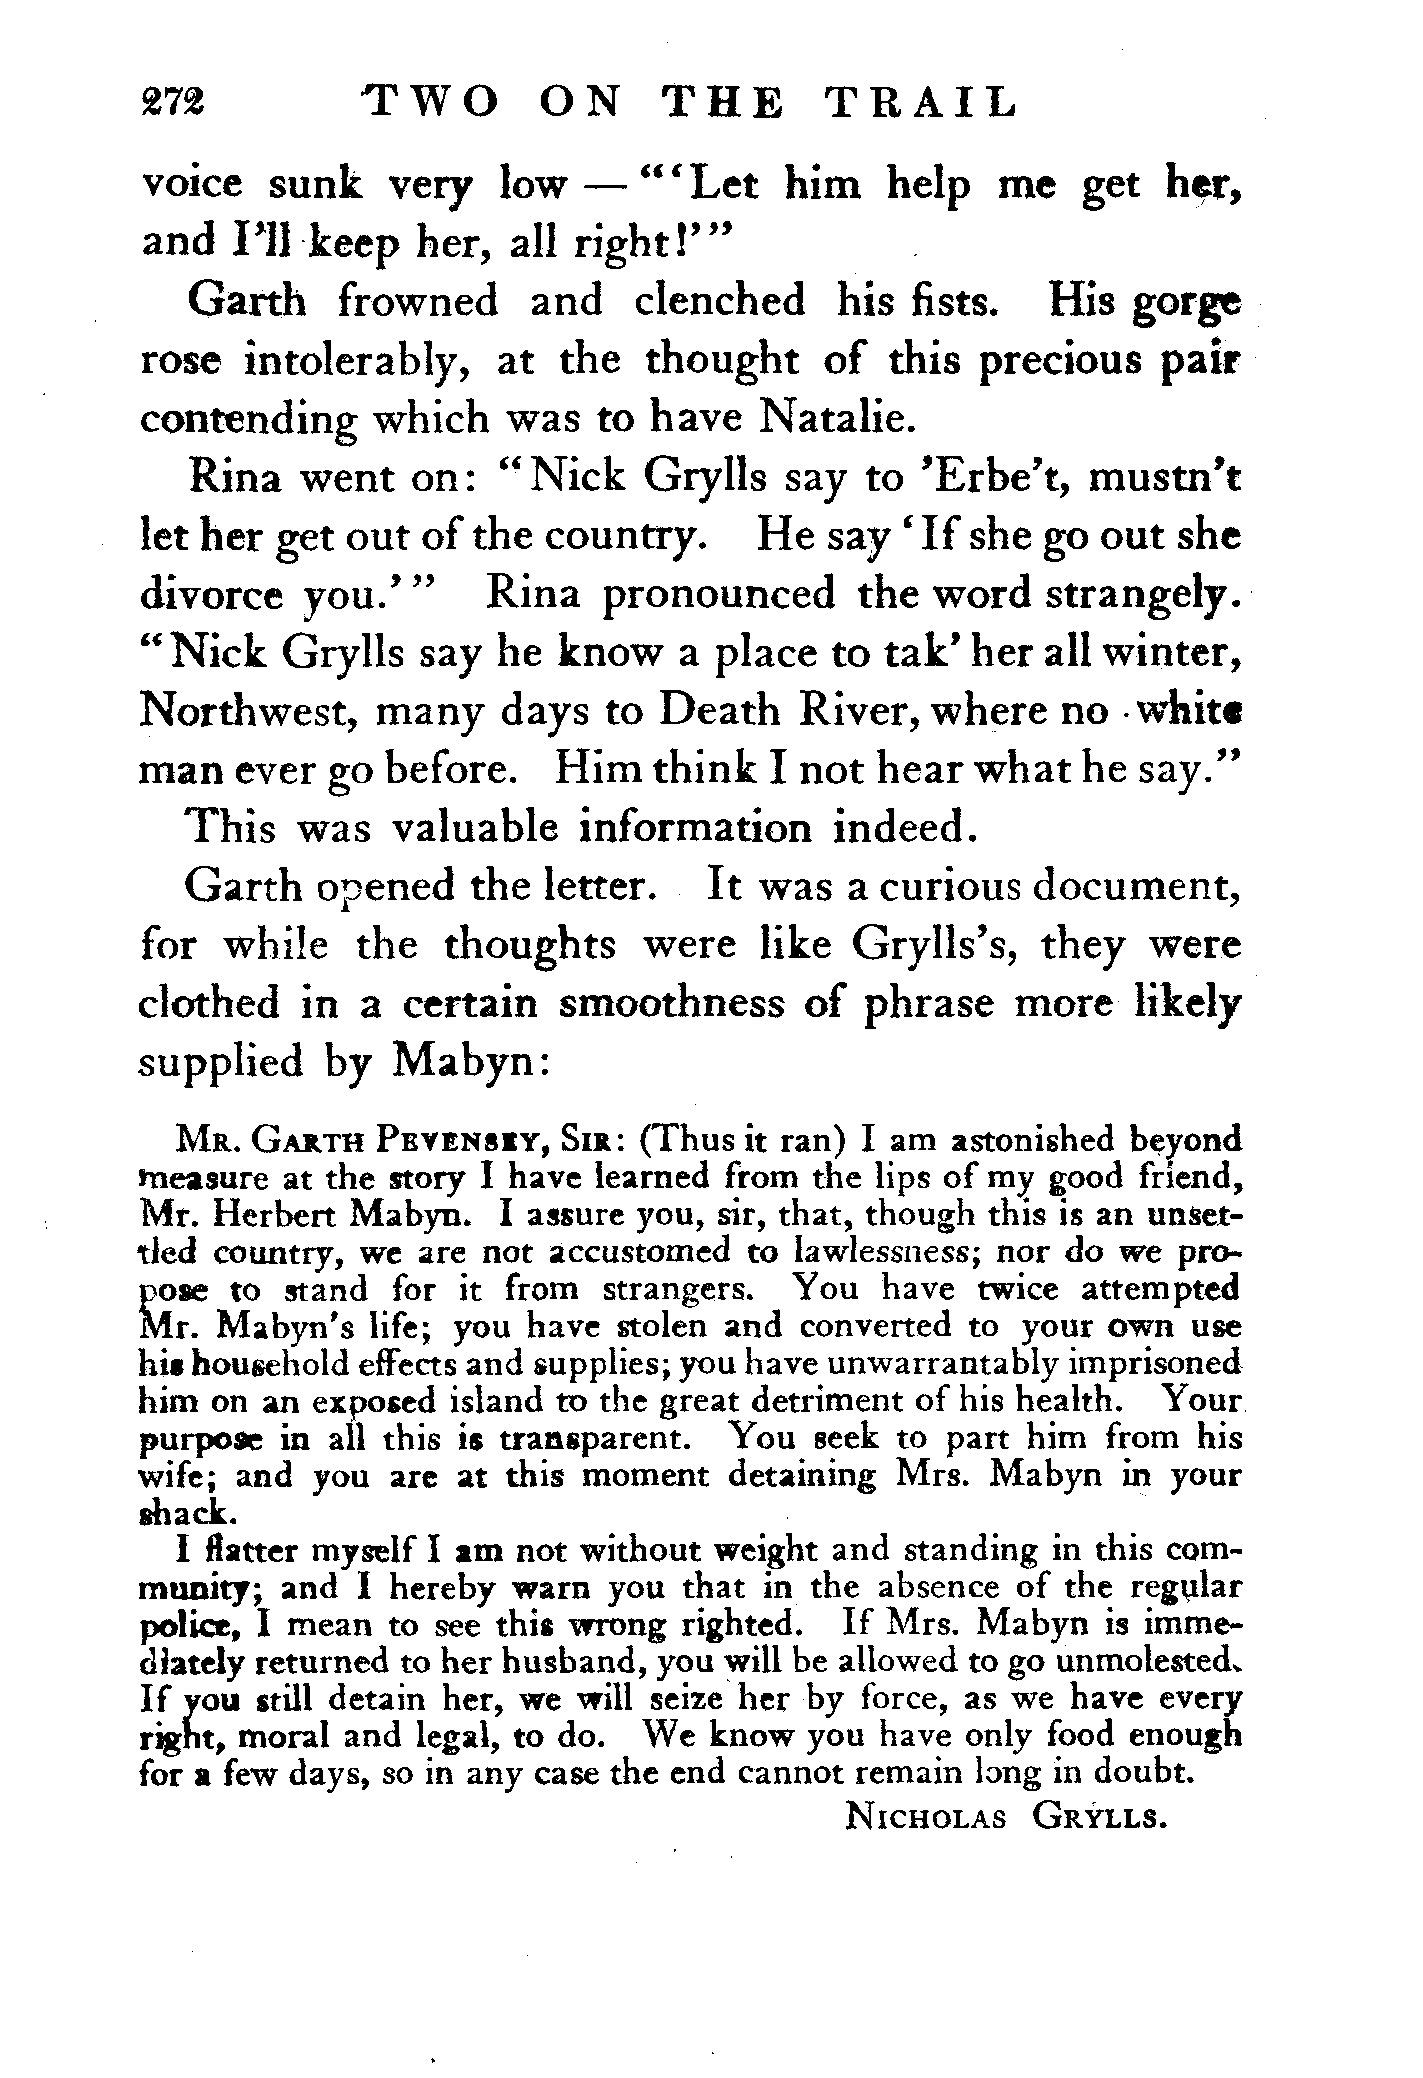 272 TWO ON THE TRAIL
voice sunk very low — "'Let him help me get her,
and I'll keep her, all right!'"
Garth frowned and clenched his fists. His gorge
rose intolerably, at the thought of this precious pair
contending which was to have Natalie.
Rina went on: "Nick Grylls say to 'Erbe't, mustn't
let her get out of the country. He say 'If she go out she
divorce you.'" Rina pronounced the word strangely.
"Nick Grylls say he know a place to tak' her all winter,
Northwest, many days to Death River, where no white
man ever go before. Him think I not hear what he say."
This was valuable information indeed.
Garth opened the letter. It was a curious document,
for while the thoughts were like Grylls's, they were
clothed in a certain smoothness of phrase more likely
supplied by Mabyn:
MR. GARTH PEVENSEY, SIR: (Thus it ran) I am astonished beyond
measure at the story I have learned from the lips of my good friend,
Mr. Herbert Mabyn. I assure you, sir, that, though this is an unset-
tled country, we are not accustomed to lawlessness; nor do we pro-
pose to stand for it from strangers. You have twice attempted
Mr. Mabyn's life; you have stolen and converted to your own use
his household effects and supplies; you have unwarrantably imprisoned
him on an exposed island to the great detriment of his health. Your
purpose in all this is transparent. You seek to part him from his
wife; and you are at this moment detaining Mrs. Mabyn in your
shack.
I flatter myself I am not without weight and standing in this com-
munity; and I hereby warn you that in the absence of the regular
police, I mean to see this wrong righted. If Mrs. Mabyn is imme-
diately returned to her husband, you will be allowed to go unmolested.
If you still detain her, we will seize her by force, as we have every
right, moral and legal, to do. We know you have only food enough
for a few days, so in any case the end cannot remain long in doubt.
NICHOLAS GRYLLS.